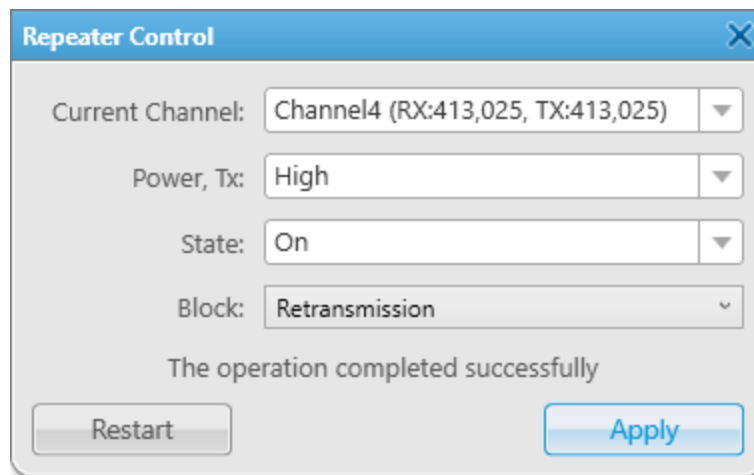 Repeater Control
Current Channel: Channel4 (RX:413,025, TX:413,025)
Power, Tx: High
State: On
Block: Retransmission
The operation completed successfully
Restart Apply